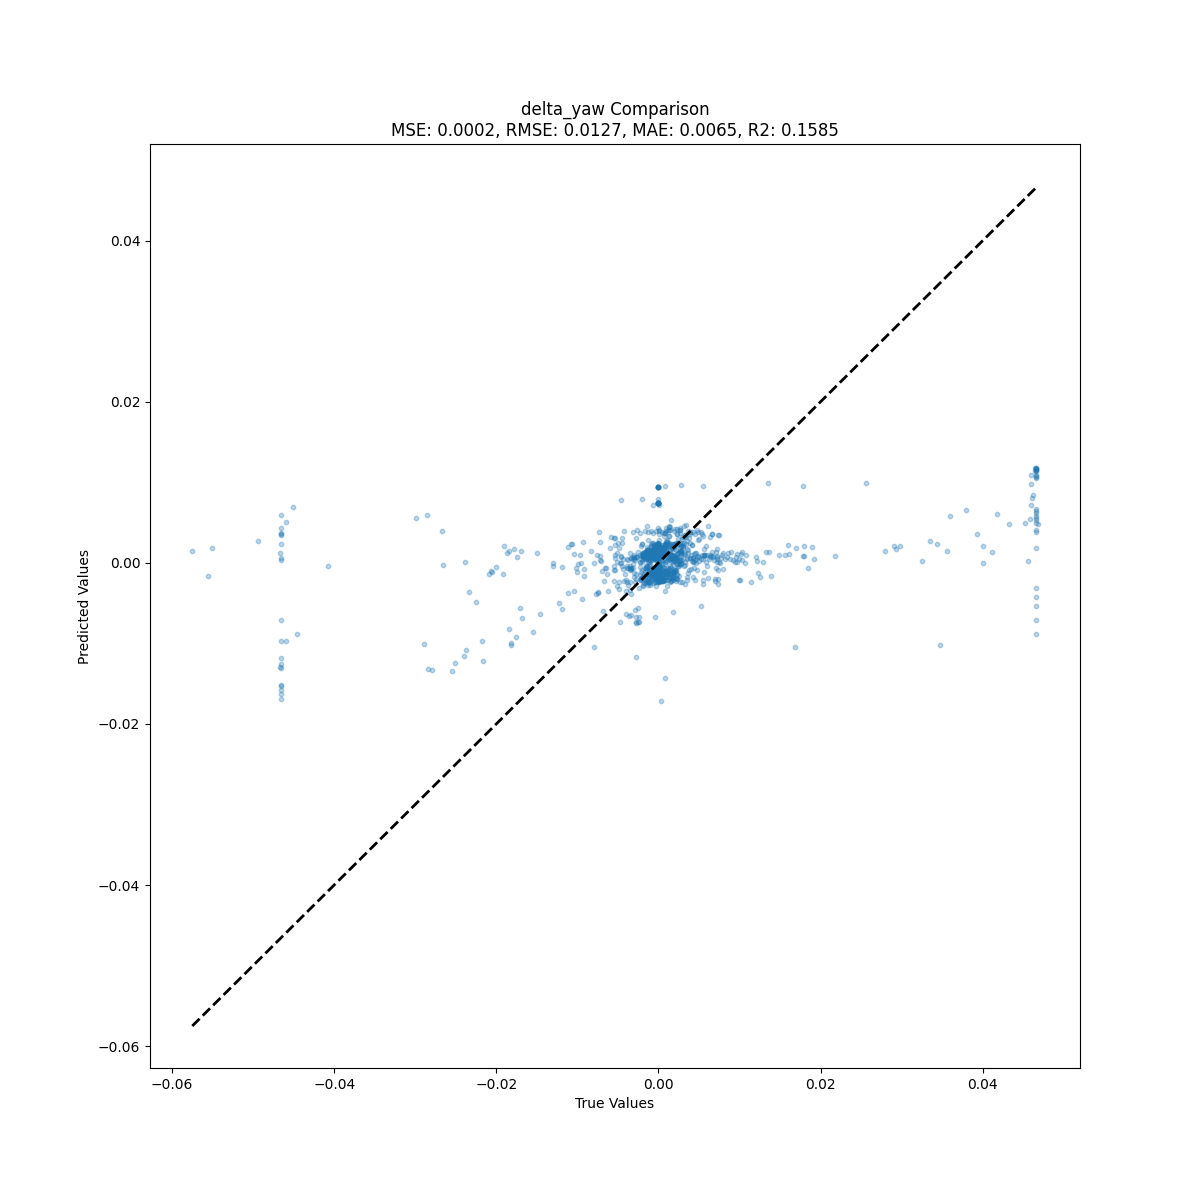 delta_yaw Comparison
MSE: 0.0002, RMSE: 0.0127, MAE: 0.0065, R2: 0.1585
0.04
0.02
0.00
−0.02
−0.04
−0.06
Predicted Values
−0.06 −0.04 −0.02 0.00 0.02 0.04
True Values